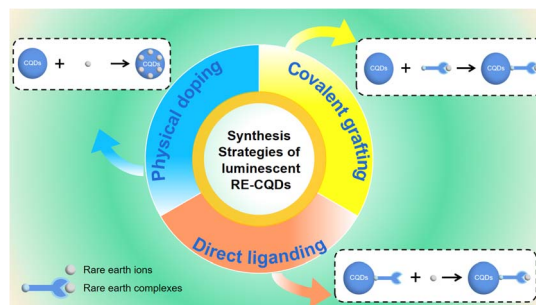 CQDs + → CQDs
CQDs + → CQDs
Physical doping
Covalent grafting
Synthesis
Strategies of
luminescent
RE-CQDs
Direct liganding
Rare earth ions
Rare earth complexes
CQDs + → CQDs